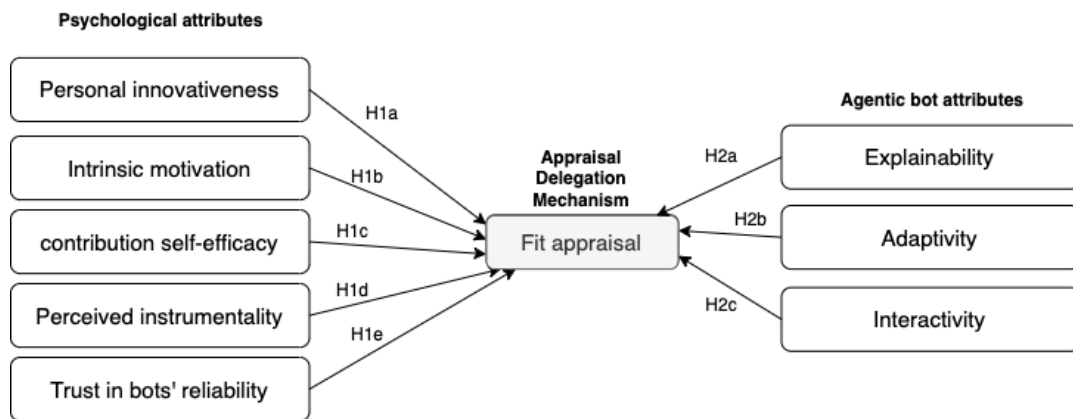 Psychological attributes
Personal innovativeness
Intrinsic motivation
contribution self-efficacy
Perceived instrumentality
Trust in bots' reliability
H1a
H1b
H1c
H1d
H1e
Appraisal
Delegation
Mechanism
Fit appraisal
H2a
H2b
H2c
Agentic bot attributes
Explainability
Adaptivity
Interactivity